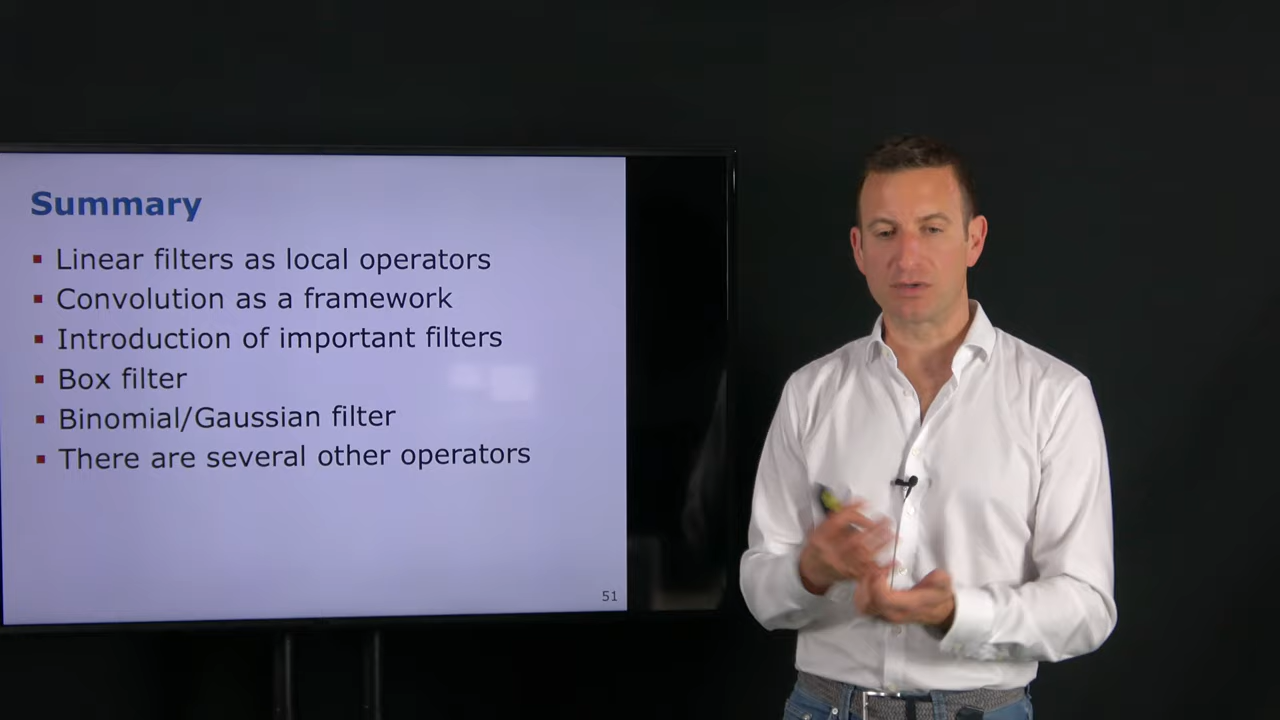 Summary
▪ Linear filters as local operators
▪ Convolution as a framework
▪ Introduction of important filters
▪ Box filter
▪ Binomial/Gaussian filter
▪ There are several other operators
51